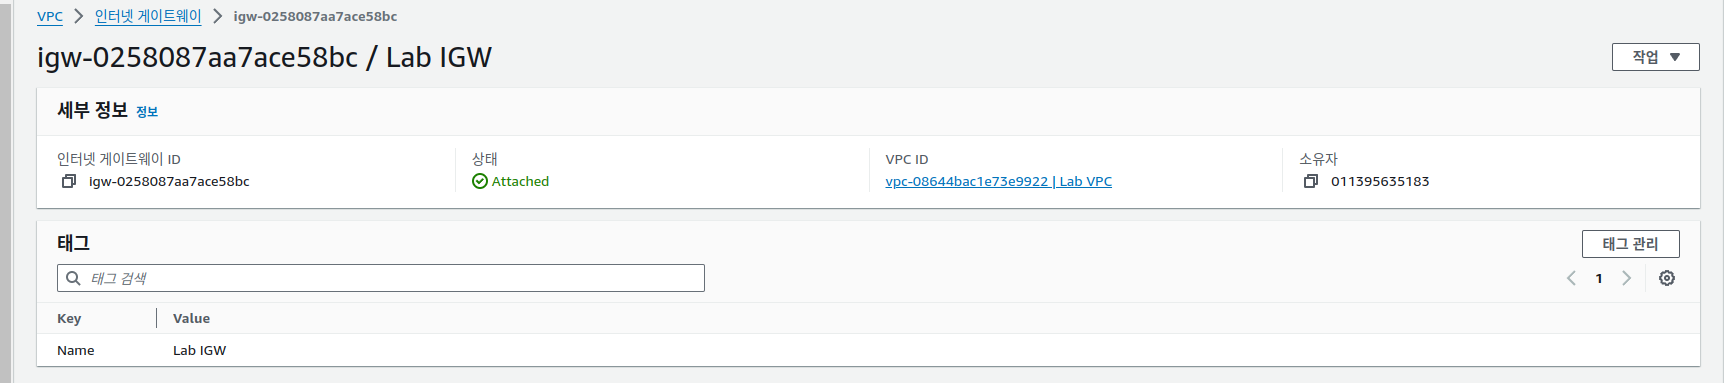 VPC > 인터넷 게이트웨이 > igw-0258087aa7ace58bc
igw-0258087aa7ace58bc / Lab IGW
작업 ▼
세부 정보 정보
인터넷 게이트웨이 ID
igw-0258087aa7ace58bc
상태
Attached
VPC ID
vpc-08644bac1e73e9922 | Lab VPC
소유자
011395635183
태그
태그 관리
태그 검색
1
Key Value
Name Lab IGW